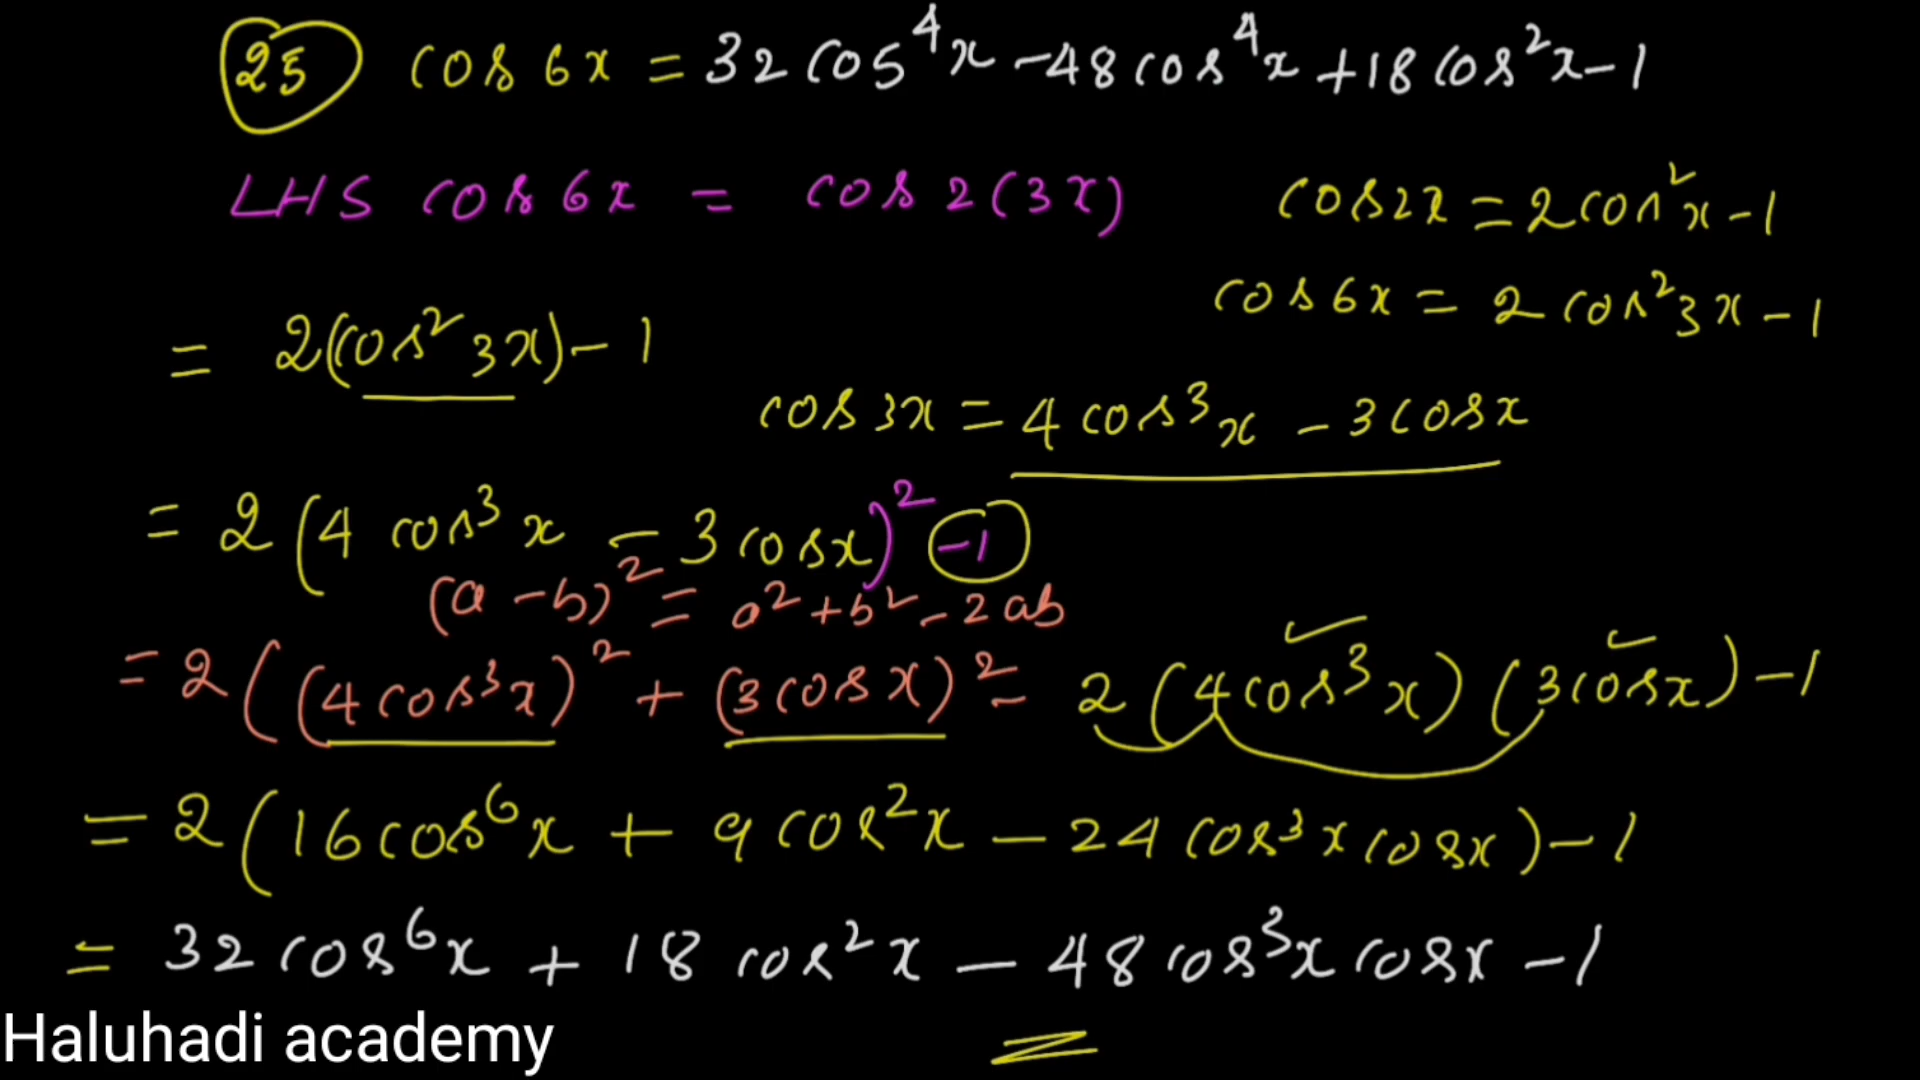 25 cos 6x = 32 cos⁴x - 48 cos⁴x + 18 cos²x - 1
LHS cos 6x = cos 2(3x)
cos 2x = 2 cos²x - 1
cos 6x = 2 cos²3x - 1
= 2(cos²3x) - 1
cos 3x = 4 cos³x - 3 cos x
= 2(4 cos³x - 3 cos x)² - 1
(a - b)² = a² + b² - 2ab
= 2((4 cos³x)² + (3 cos x)² - 2(4 cos³x)(3 cos x) - 1
= 2(16 cos⁶x + 9 cos²x - 24 cos³x cos x) - 1
= 32 cos⁶x + 18 cos²x - 48 cos³x cos x - 1
Haluhadi academy